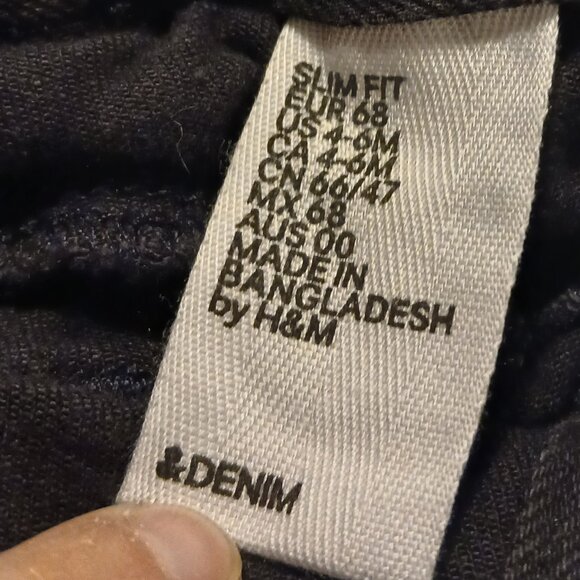 SLIM FIT
EUR 68
US 4-6M
CA 4-6M
CN 66/47
MX 68
AUS 00
MADE IN
BANGLADESH
by H&M
&DENIM